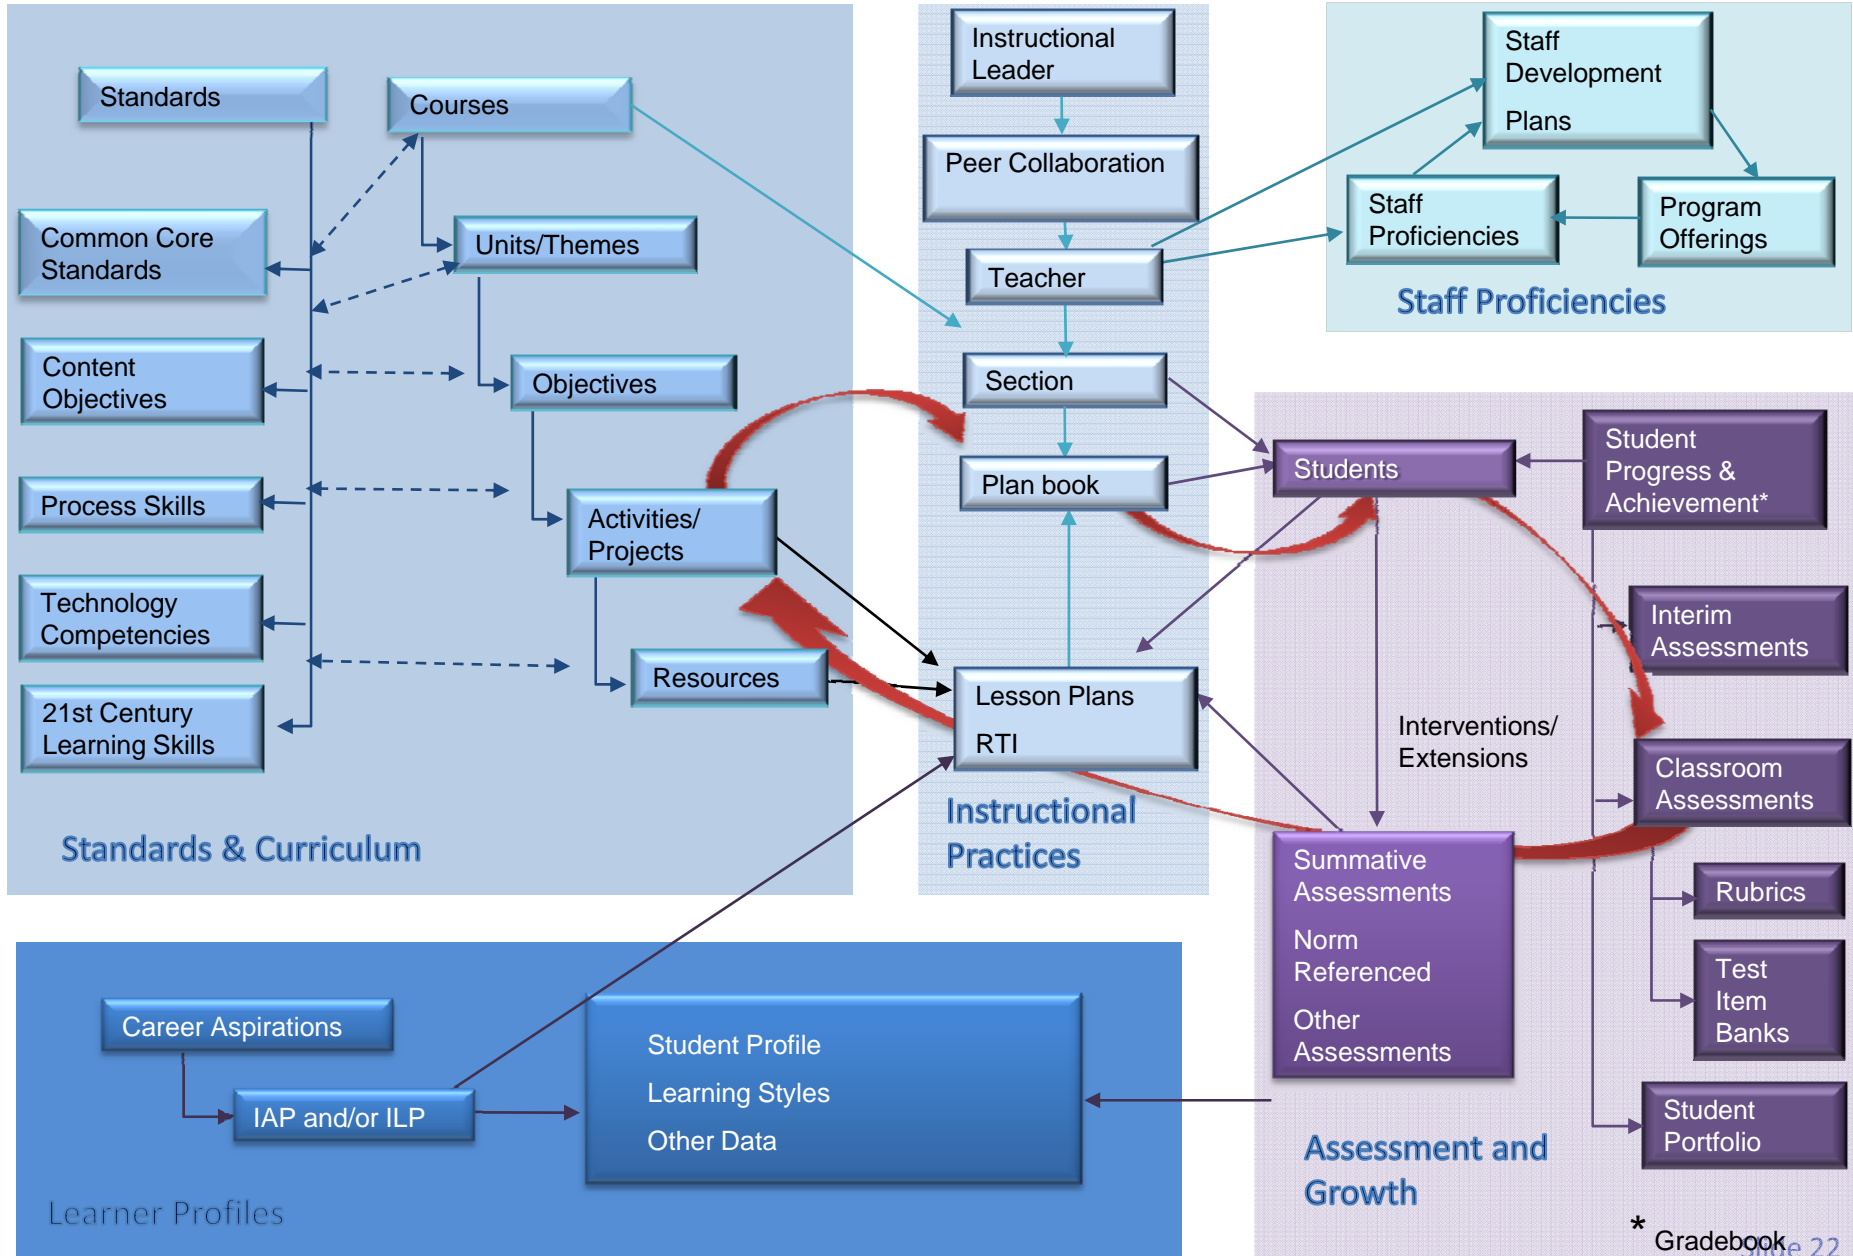 Standards
Courses
Common Core
Standards
Units/Themes
Content
Objectives
Objectives
Process Skills
Activities/
Projects
Technology
Competencies
Resources
21st Century
Learning Skills
Standards & Curriculum
Instructional
Leader
Peer Collaboration
Teacher
Section
Plan book
Lesson Plans
RTI
Instructional
Practices
Staff
Development
Plans
Staff
Proficiencies
Program
Offerings
Staff Proficiencies
Students
Student
Progress &
Achievement*
Interim
Assessments
Interventions/
Extensions
Classroom
Assessments
Summative
Assessments
Norm
Referenced
Other
Assessments
Rubrics
Test
Item
Banks
Student
Portfolio
Assessment and
Growth
* Gradebook
Slide 22
Career Aspirations
IAP and/or ILP
Student Profile
Learning Styles
Other Data
Learner Profiles